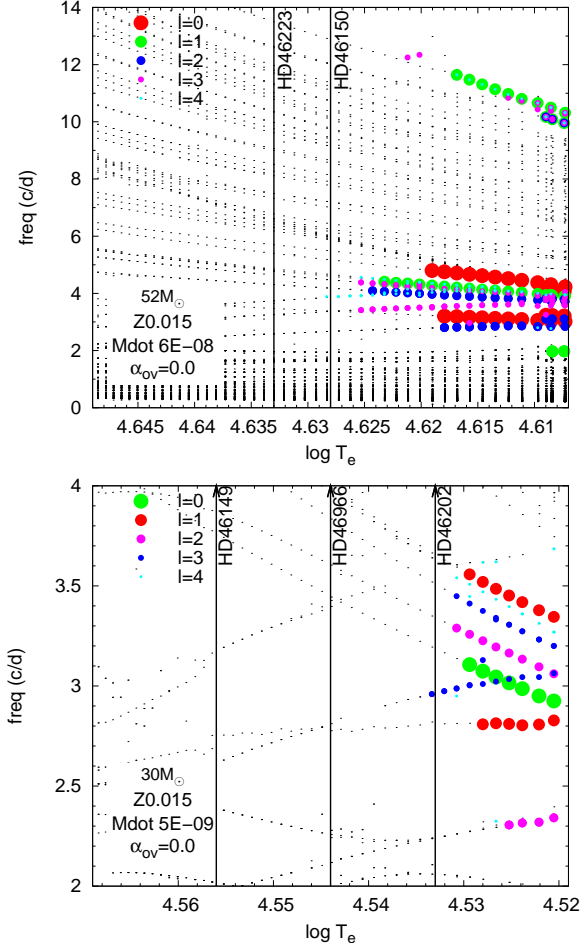 14
12
10
8
6
4
2
0
freq (c/d)
l=0
l=1
l=2
l=3
l=4
HD46223
HD46150
52M☉
Z0.015
Mdot 6E−08
α_ov=0.0
4.645 4.64 4.635 4.63 4.625 4.62 4.615 4.61
log T_e
4
3.5
3
2.5
2
freq (c/d)
l=0
l=1
l=2
l=3
l=4
HD46149
HD46966
HD46202
30M☉
Z0.015
Mdot 5E−09
α_ov=0.0
4.56 4.55 4.54 4.53 4.52
log T_e